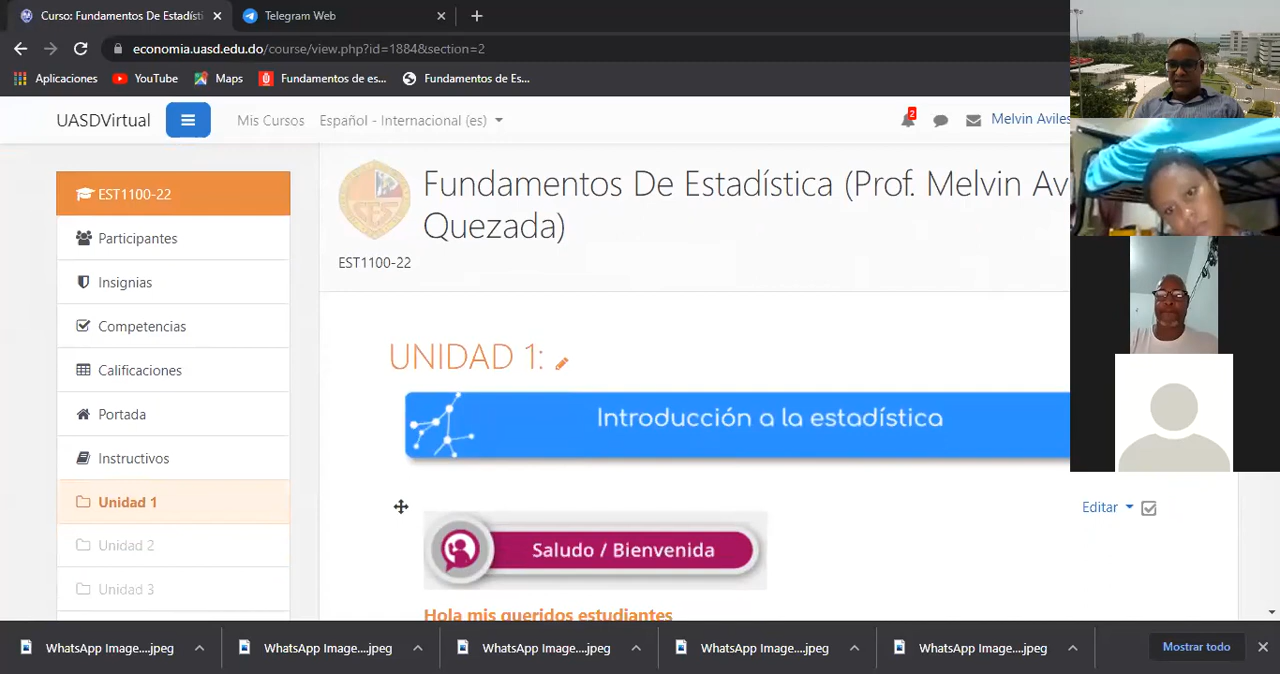 Curso: Fundamentos De Estadísti
Telegram Web
economia.uasd.edu.do/course/view.php?id=1884&section=2
Aplicaciones YouTube Maps Fundamentos de es... Fundamentos de Es...
UASDVirtual Mis Cursos Español - Internacional (es) 2 Melvin Aviles
EST1100-22
Participantes
Insignias
Competencias
Calificaciones
Portada
Instructivos
Unidad 1
Unidad 2
Unidad 3
Fundamentos De Estadística (Prof. Melvin Av
Quezada)
EST1100-22
UNIDAD 1:
Introducción a la estadística
Editar
Saludo / Bienvenida
Hola mis queridos estudiantes
WhatsApp Image....jpeg WhatsApp Image....jpeg WhatsApp Image....jpeg WhatsApp Image....jpeg WhatsApp Image....jpeg Mostrar todo